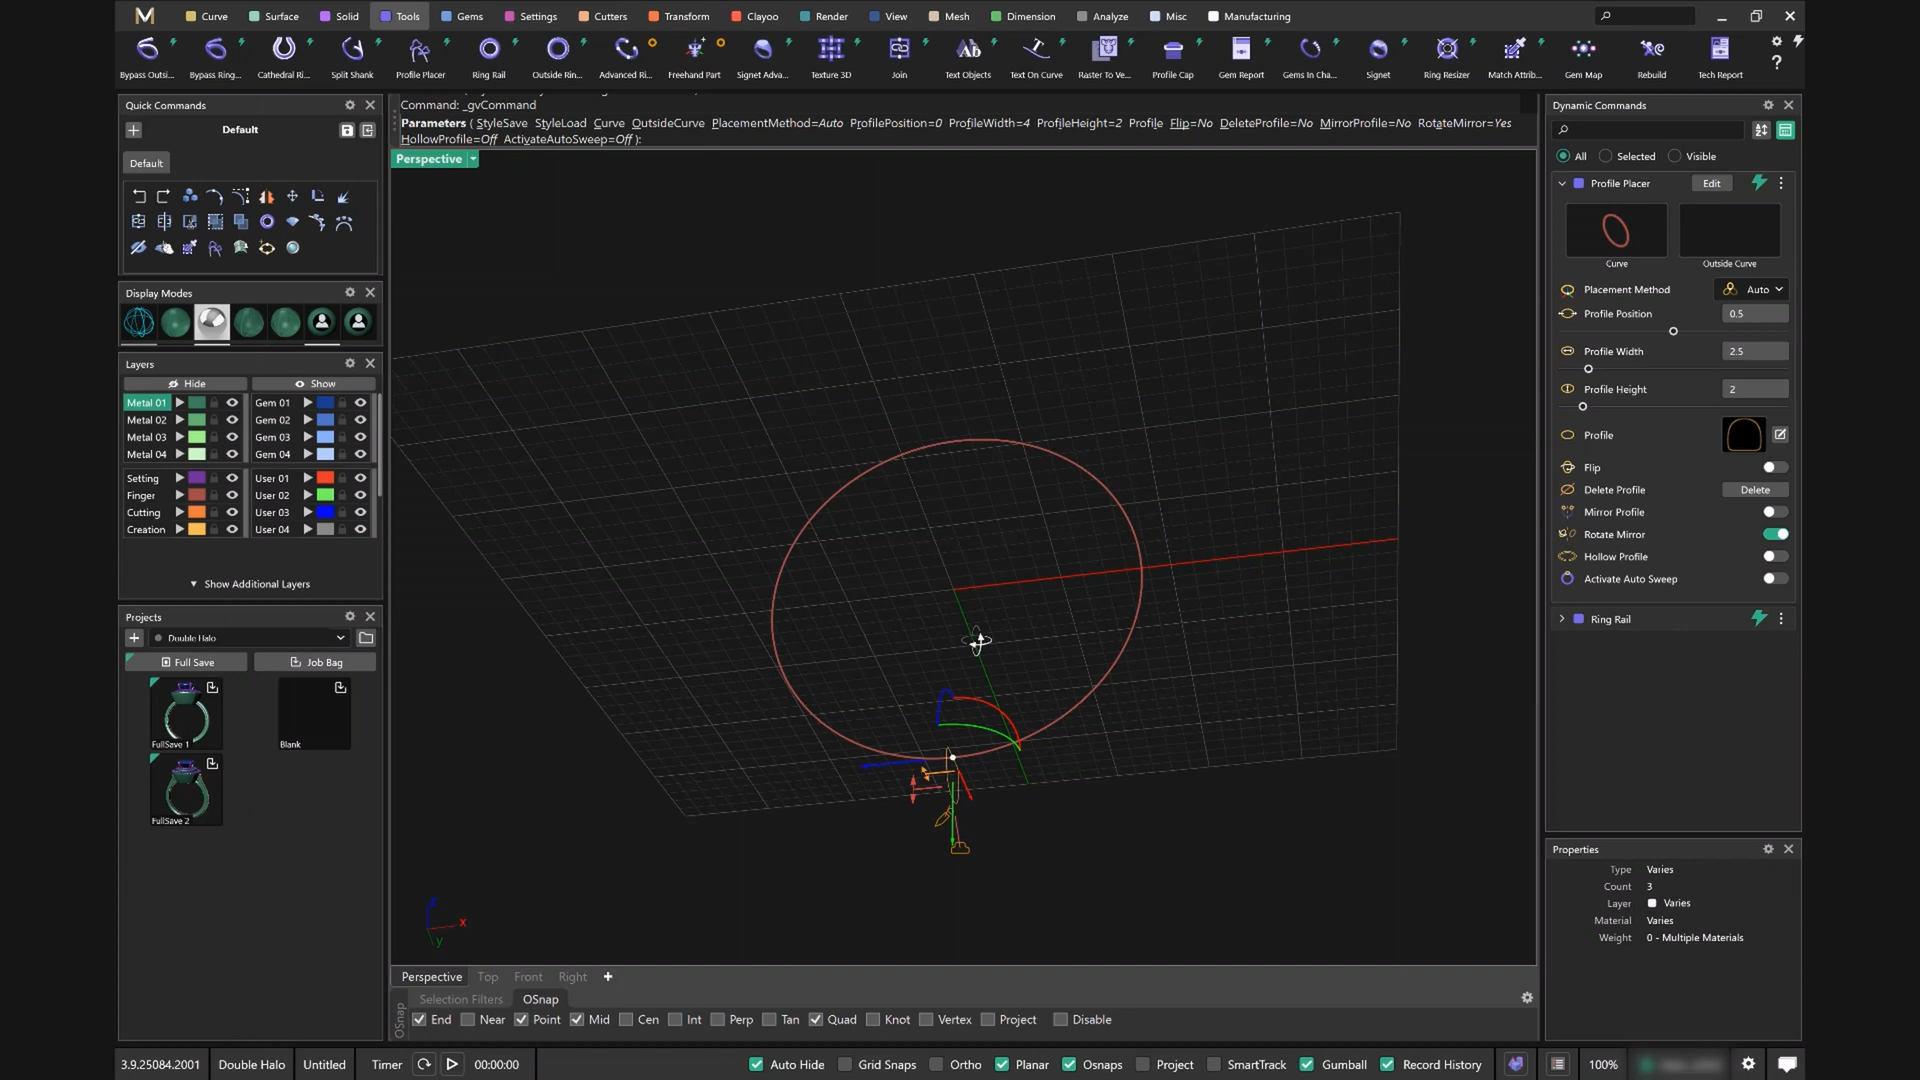 M Curve Surface Solid Tools Gems Settings Cutters Transform Clayoo Render View Mesh Dimension Analyze Misc Manufacturing
Bypass Outsi... Bypass Ring... Cathedral Ri... Split Shank Profile Placer Ring Rail Outside Rin... Advanced Ri... Freehand Part Signet Adva... Texture 3D Join Text Objects Text On Curve Raster To Ve... Profile Cap Gem Report Gems In Cha... Signet Ring Resizer Match Attrib... Gem Map Rebuild Tech Report
Quick Commands
Default
Default
Display Modes
Layers
Hide Show
Metal 01 Gem 01
Metal 02 Gem 02
Metal 03 Gem 03
Metal 04 Gem 04
Setting User 01
Finger User 02
Cutting User 03
Creation User 04
Show Additional Layers
Projects
Double Halo
Full Save Job Bag
FullSave 1 Blank
FullSave 2
Command: _gvCommand
Parameters ( StyleSave StyleLoad Curve OutsideCurve PlacementMethod=Auto ProfilePosition=0 ProfileWidth=4 ProfileHeight=2 Profile Flip=No DeleteProfile=No MirrorProfile=No RotateMirror=Yes
HollowProfile=Off ActivateAutoSweep=Off ):
Perspective
z
x
y
Perspective Top Front Right
Selection Filters OSnap
OSnap
End Near Point Mid Cen Int Perp Tan Quad Knot Vertex Project Disable
Dynamic Commands
All Selected Visible
Profile Placer Edit
Curve Outside Curve
Placement Method Auto
Profile Position 0.5
Profile Width 2.5
Profile Height 2
Profile
Flip
Delete Profile Delete
Mirror Profile
Rotate Mirror
Hollow Profile
Activate Auto Sweep
Ring Rail
Properties
Type Varies
Count 3
Layer Varies
Material Varies
Weight 0 - Multiple Materials
3.9.25084.2001 Double Halo Untitled Timer 00:00:00 Auto Hide Grid Snaps Ortho Planar Osnaps Project SmartTrack Gumball Record History 100%